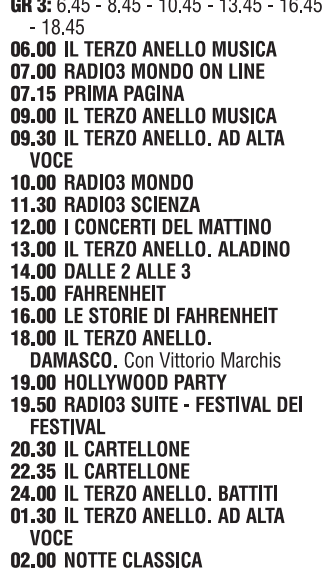 GR 3: 6.45 - 8.45 - 10.45 - 13.45 - 16.45
- 18.45
06.00 IL TERZO ANELLO MUSICA
07.00 RADIO3 MONDO ON LINE
07.15 PRIMA PAGINA
09.00 IL TERZO ANELLO MUSICA
09.30 IL TERZO ANELLO. AD ALTA
VOCE
10.00 RADIO3 MONDO
11.30 RADIO3 SCIENZA
12.00 I CONCERTI DEL MATTINO
13.00 IL TERZO ANELLO. ALADINO
14.00 DALLE 2 ALLE 3
15.00 FAHRENHEIT
16.00 LE STORIE DI FAHRENHEIT
18.00 IL TERZO ANELLO.
DAMASCO. Con Vittorio Marchis
19.00 HOLLYWOOD PARTY
19.50 RADIO3 SUITE - FESTIVAL DEI
FESTIVAL
20.30 IL CARTELLONE
22.35 IL CARTELLONE
24.00 IL TERZO ANELLO. BATTITI
01.30 IL TERZO ANELLO. AD ALTA
VOCE
02.00 NOTTE CLASSICA